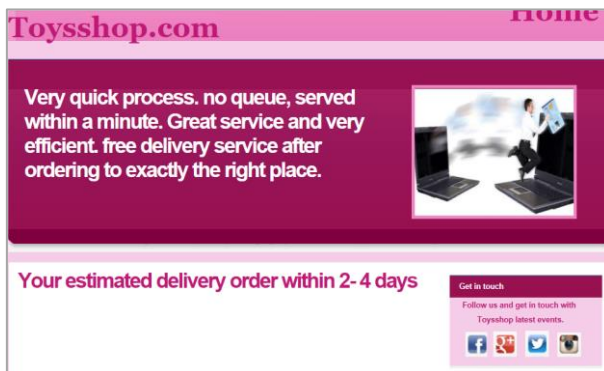 Home
Toysshop.com
Very quick process. no queue, served
within a minute. Great service and very
efficient. free delivery service after
ordering to exactly the right place.
Your estimated delivery order within 2- 4 days
Get in touch
Follow us and get in touch with
Toysshop latest events.